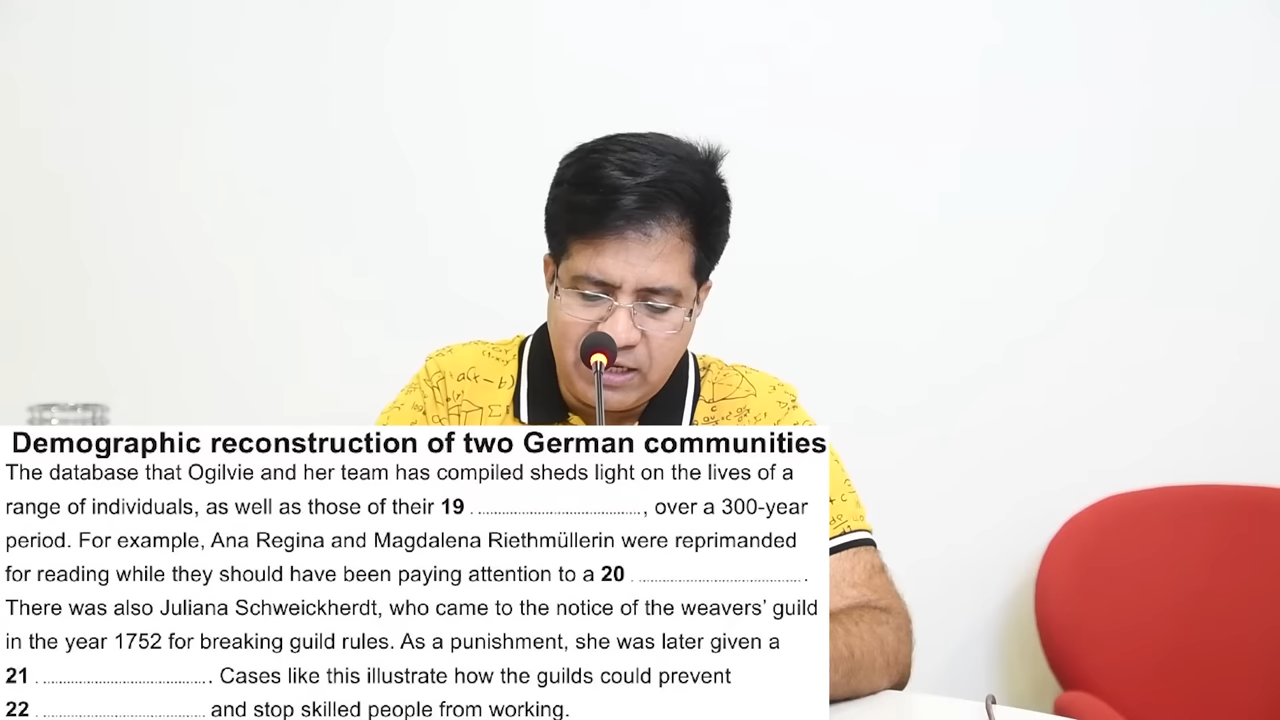 a(x-b)
Demographic reconstruction of two German communities
The database that Ogilvie and her team has compiled sheds light on the lives of a
range of individuals, as well as those of their 19 ......................................, over a 300-year
period. For example, Ana Regina and Magdalena Riethmüllerin were reprimanded
for reading while they should have been paying attention to a 20 ...................................... .
There was also Juliana Schweickherdt, who came to the notice of the weavers’ guild
in the year 1752 for breaking guild rules. As a punishment, she was later given a
21 ...................................... . Cases like this illustrate how the guilds could prevent
22 ...................................... and stop skilled people from working.